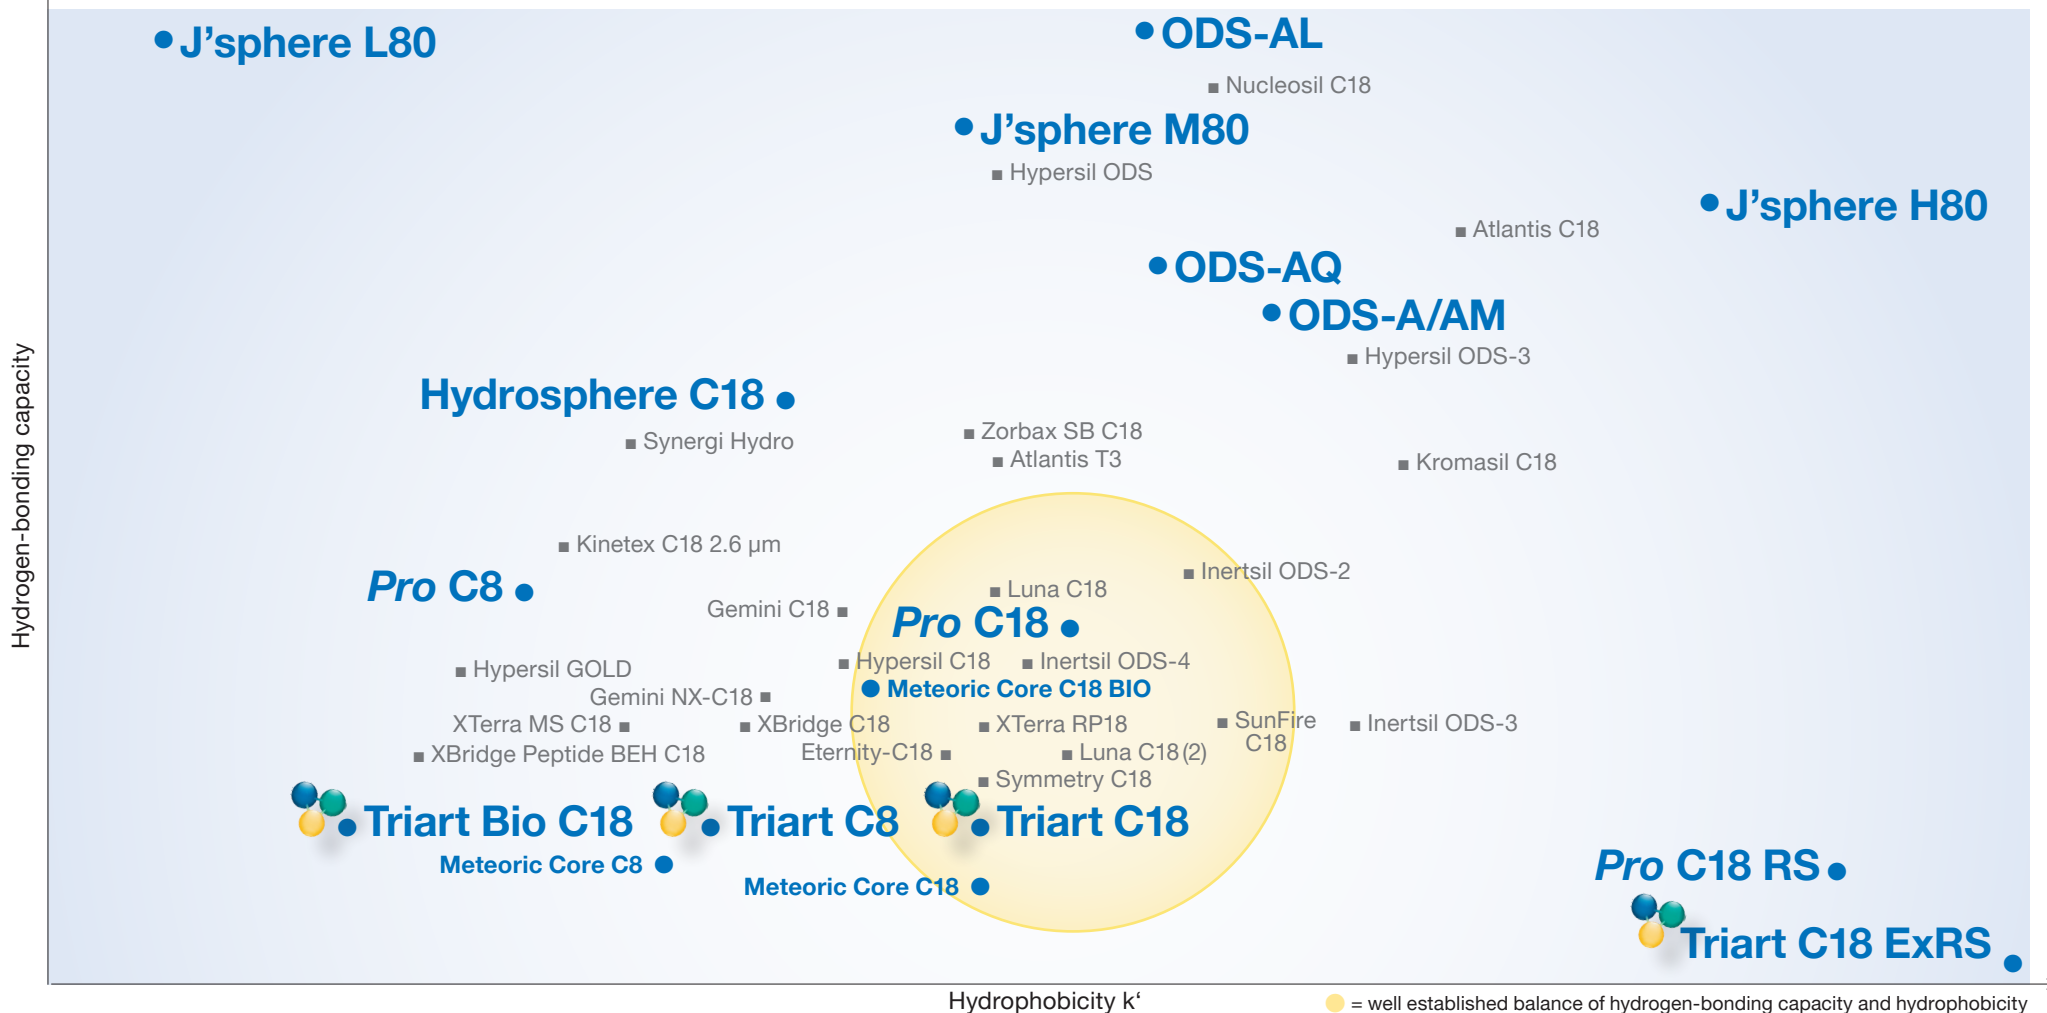 J’sphere L80
ODS-AL
Nucleosil C18
J’sphere M80
Hypersil ODS
J’sphere H80
Atlantis C18
ODS-AQ
ODS-A/AM
Hypersil ODS-3
Hydrosphere C18
Synergi Hydro
Zorbax SB C18
Atlantis T3
Kromasil C18
Kinetex C18 2.6 µm
Pro C8
Inertsil ODS-2
Luna C18
Gemini C18
Pro C18
Hypersil C18
Inertsil ODS-4
Hypersil GOLD
Meteoric Core C18 BIO
Gemini NX-C18
XTerra MS C18
XBridge C18
XTerra RP18
SunFire
C18
Inertsil ODS-3
XBridge Peptide BEH C18
Eternity-C18
Luna C18(2)
Symmetry C18
Triart Bio C18
Triart C8
Triart C18
Meteoric Core C8
Meteoric Core C18
Pro C18 RS
Triart C18 ExRS
Hydrogen-bonding capacity
Hydrophobicity k‘
= well established balance of hydrogen-bonding capacity and hydrophobicity